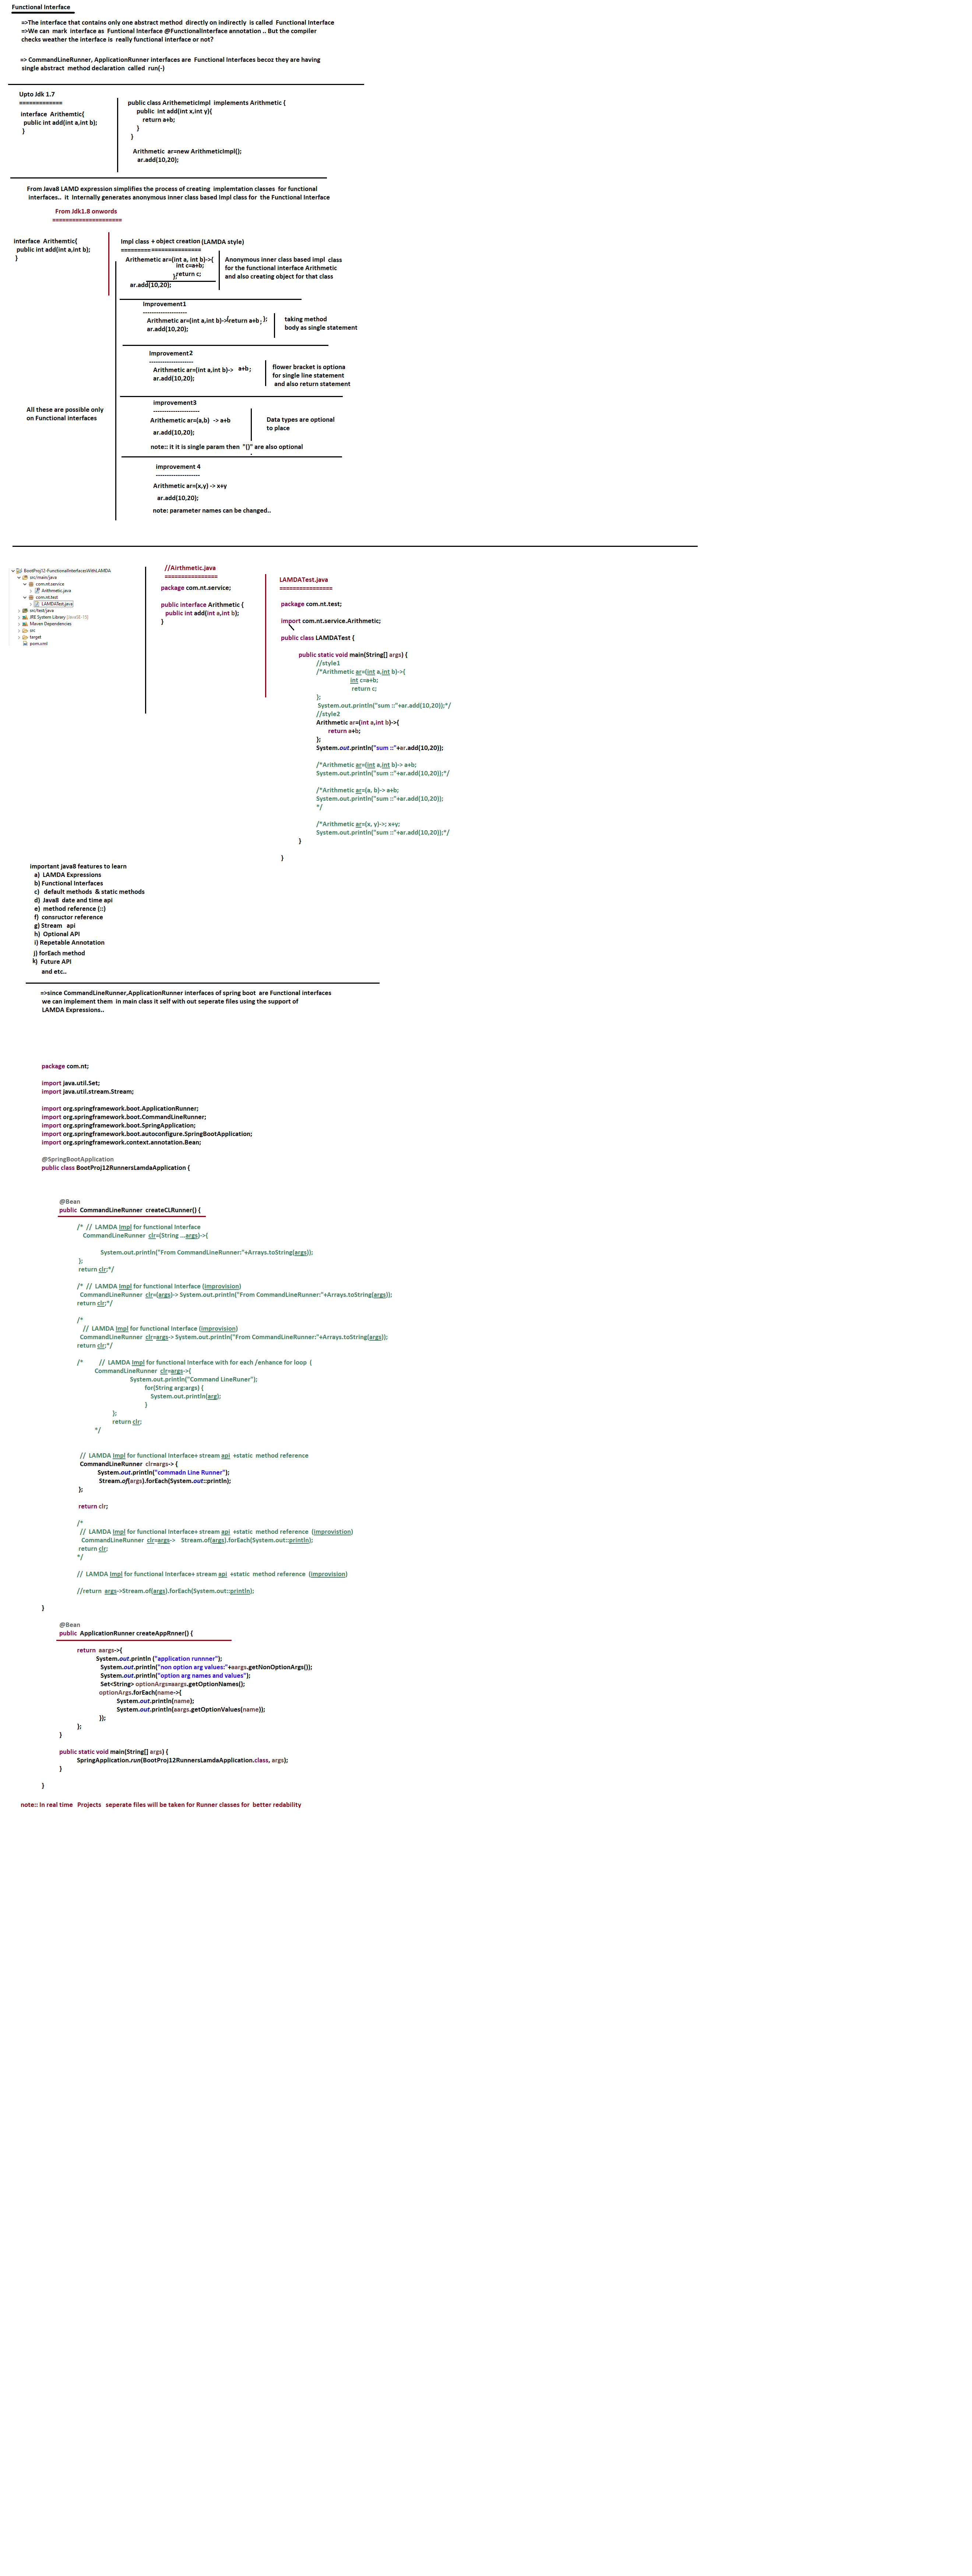 Functional Interface
=>The interface that contains only one abstract method directly on indirectly is called Functional Interface
=>We can mark interface as Funtional Interface @FunctionalInterface annotation .. But the compiler
checks weather the interface is really functional interface or not?
=> CommandLineRunner, ApplicationRunner interfaces are Functional Interfaces becoz they are having
single abstract method declaration called run(-)
Upto Jdk 1.7
=============
interface Arithemtic{
public int add(int a,int b);
}
public class ArithemeticImpl implements Arithmetic {
public int add(int x,int y){
return a+b;
}
}
Arithmetic ar=new ArithmeticImpl();
ar.add(10,20);
From Java8 LAMD expression simplifies the process of creating implemtation classes for functional
interfaces.. it Internally generates anonymous inner class based Impl class for the Functional Interface
From Jdk1.8 onwords
=====================
interface Arithemtic{
public int add(int a,int b);
}
Impl class + object creation (LAMDA style)
========= ===============
Arithemetic ar=(int a, int b)->{
int c=a+b;
return c;
};
ar.add(10,20);
Anonymous inner class based impl class
for the functional interface Arithmetic
and also creating object for that class
Improvement1
--------------------
Arithmetic ar=(int a,int b)->{return a+b; };
ar.add(10,20);
taking method
body as single statement
Improvement2
--------------------
Arithmetic ar=(int a,int b)-> a+b;
ar.add(10,20);
flower bracket is optiona
for single line statement
and also return statement
All these are possible only
on Functional interfaces
improvement3
---------------------
Arithemetic ar=(a,b) -> a+b
ar.add(10,20);
Data types are optional
to place
note:: it it is single param then "()" are also optional
improvement 4
--------------------
Arithmetic ar=(x,y) -> x+y
ar.add(10,20);
note: parameter names can be changed..
BootProj12-FunctionalInterfacesWithLAMDA
src/main/java
com.nt.service
Arithmetic.java
com.nt.test
LAMDATest.java
src/test/java
JRE System Library [JavaSE-15]
Maven Dependencies
src
target
pom.xml
//Airthmetic.java
================
package com.nt.service;
public interface Arithmetic {
public int add(int a,int b);
}
LAMDATest.java
================
package com.nt.test;
import com.nt.service.Arithmetic;
public class LAMDATest {
public static void main(String[] args) {
//style1
/*Arithmetic ar=(int a,int b)->{
int c=a+b;
return c;
};
System.out.println("sum ::"+ar.add(10,20));*/
//style2
Arithmetic ar=(int a,int b)->{
return a+b;
};
System.out.println("sum ::"+ar.add(10,20));
/*Arithmetic ar=(int a,int b)-> a+b;
System.out.println("sum ::"+ar.add(10,20));*/
/*Arithmetic ar=(a, b)-> a+b;
System.out.println("sum ::"+ar.add(10,20));
*/
/*Arithmetic ar=(x, y)->; x+y;
System.out.println("sum ::"+ar.add(10,20));*/
}
}
important java8 features to learn
a) LAMDA Expressions
b) Functional Interfaces
c) default methods & static methods
d) Java8 date and time api
e) method reference (::)
f) consructor reference
g) Stream api
h) Optional API
i) Repetable Annotation
j) forEach method
k) Future API
and etc..
=>since CommandLineRunner,ApplicationRunner interfaces of spring boot are Functional interfaces
we can implement them in main class it self with out seperate files using the support of
LAMDA Expressions..
package com.nt;
import java.util.Set;
import java.util.stream.Stream;
import org.springframework.boot.ApplicationRunner;
import org.springframework.boot.CommandLineRunner;
import org.springframework.boot.SpringApplication;
import org.springframework.boot.autoconfigure.SpringBootApplication;
import org.springframework.context.annotation.Bean;
@SpringBootApplication
public class BootProj12RunnersLamdaApplication {
@Bean
public CommandLineRunner createCLRunner() {
/* // LAMDA Impl for functional Interface
CommandLineRunner clr=(String ...args)->{
System.out.println("From CommandLineRunner:"+Arrays.toString(args));
};
return clr;*/
/* // LAMDA Impl for functional Interface (improvision)
CommandLineRunner clr=(args)-> System.out.println("From CommandLineRunner:"+Arrays.toString(args));
return clr;*/
/*
// LAMDA Impl for functional Interface (improvision)
CommandLineRunner clr=args-> System.out.println("From CommandLineRunner:"+Arrays.toString(args));
return clr;*/
/* // LAMDA Impl for functional Interface with for each /enhance for loop (
CommandLineRunner clr=args->{
System.out.println("Command LineRuner");
for(String arg:args) {
System.out.println(arg);
}
};
return clr;
*/
// LAMDA Impl for functional Interface+ stream api +static method reference
CommandLineRunner clr=args-> {
System.out.println("commadn Line Runner");
Stream.of(args).forEach(System.out::println);
};
return clr;
/*
// LAMDA Impl for functional Interface+ stream api +static method reference (improvistion)
CommandLineRunner clr=args-> Stream.of(args).forEach(System.out::println);
return clr;
*/
// LAMDA Impl for functional Interface+ stream api +static method reference (improvision)
//return args->Stream.of(args).forEach(System.out::println);
}
@Bean
public ApplicationRunner createAppRnner() {
return aargs->{
System.out.println ("application runnner");
System.out.println("non option arg values:"+aargs.getNonOptionArgs());
System.out.println("option arg names and values");
Set<String> optionArgs=aargs.getOptionNames();
optionArgs.forEach(name->{
System.out.println(name);
System.out.println(aargs.getOptionValues(name));
});
};
}
public static void main(String[] args) {
SpringApplication.run(BootProj12RunnersLamdaApplication.class, args);
}
}
note:: In real time Projects seperate files will be taken for Runner classes for better redability